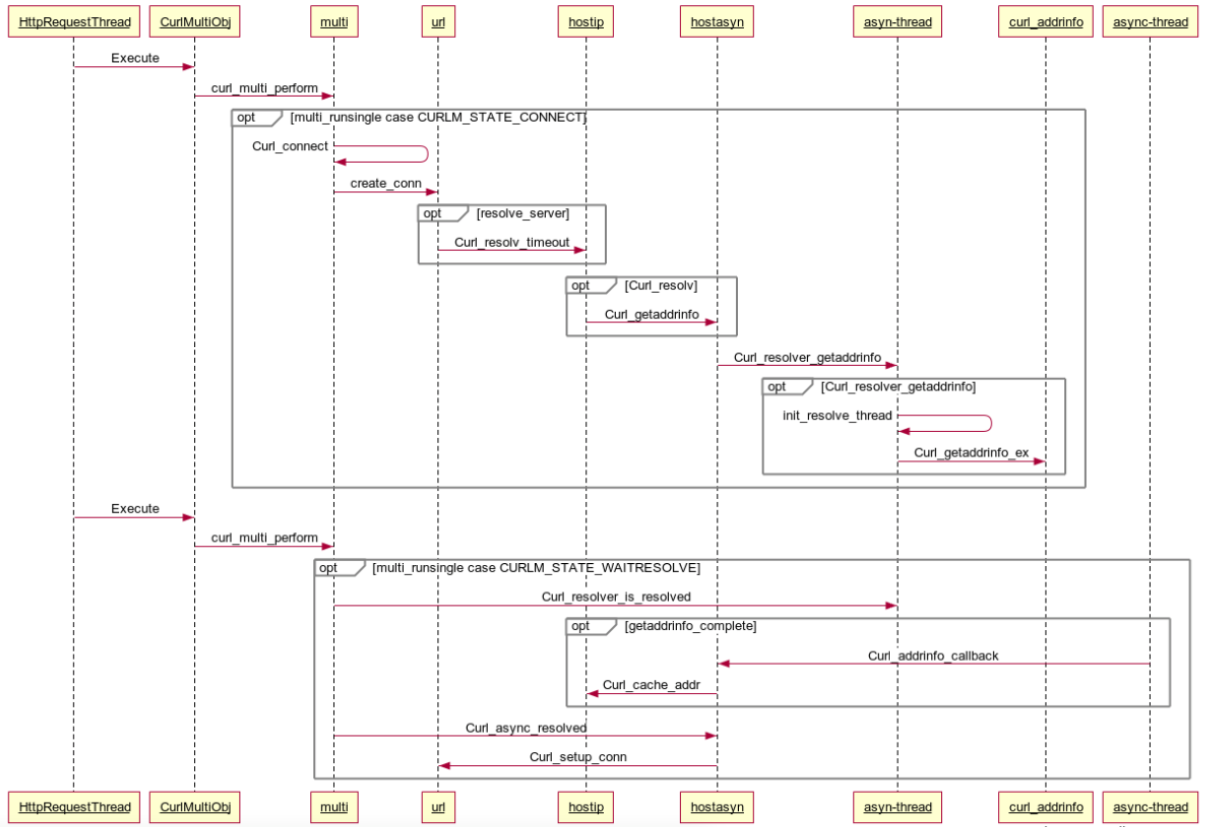 HttpRequestThread CurlMultiObj multi url hostip hostasyn asyn-thread curl_addrinfo async-thread
Execute
curl_multi_perform
opt [multi_runsingle case CURLM_STATE_CONNECT]
Curl_connect
create_conn
opt [resolve_server]
Curl_resolv_timeout
opt [Curl_resolv]
Curl_getaddrinfo
Curl_resolver_getaddrinfo
opt [Curl_resolver_getaddrinfo]
init_resolve_thread
Curl_getaddrinfo_ex
Execute
curl_multi_perform
opt [multi_runsingle case CURLM_STATE_WAITRESOLVE]
Curl_resolver_is_resolved
opt [getaddrinfo_complete]
Curl_addrinfo_callback
Curl_cache_addr
Curl_async_resolved
Curl_setup_conn
HttpRequestThread CurlMultiObj multi url hostip hostasyn asyn-thread curl_addrinfo async-thread